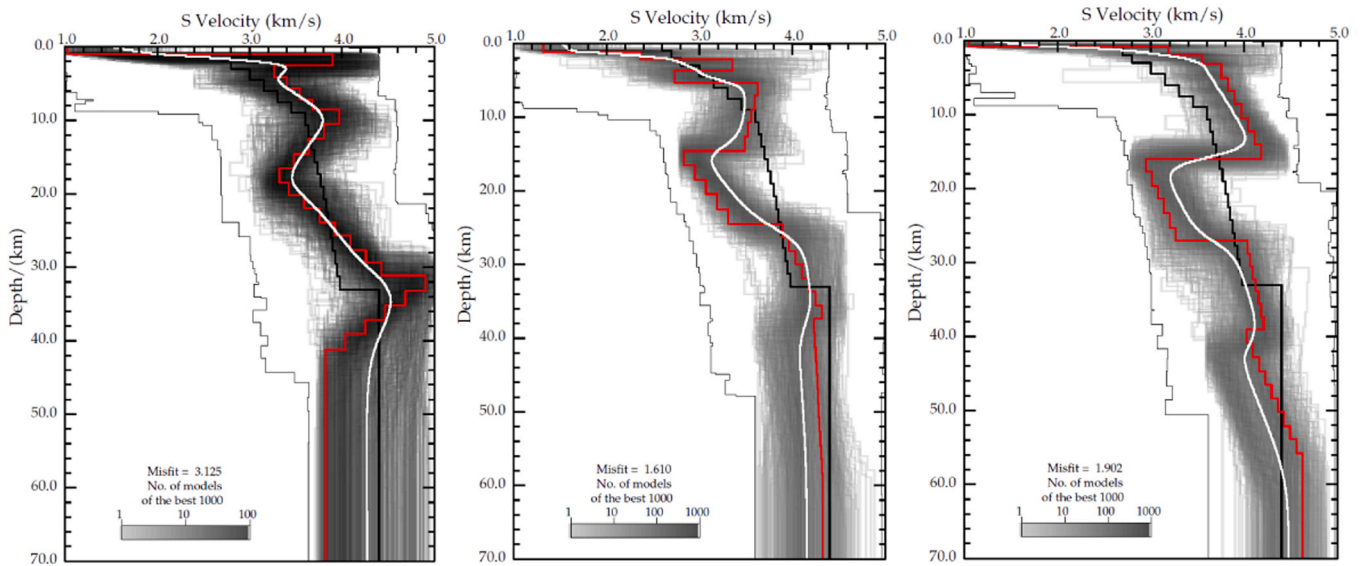 S Velocity (km/s)
1.0 2.0 3.0 4.0 5.0
0.0
10.0
20.0
30.0
40.0
50.0
60.0
70.0
Depth/(km)
Misfit = 3.125
No. of models
of the best 1000
1 10 100
S Velocity (km/s)
1.0 2.0 3.0 4.0 5.0
0.0
10.0
20.0
30.0
40.0
50.0
60.0
70.0
Depth/(km)
Misfit = 1.610
No. of models
of the best 1000
1 10 100 1000
S Velocity (km/s)
1.0 2.0 3.0 4.0 5.0
0.0
10.0
20.0
30.0
40.0
50.0
60.0
70.0
Depth/(km)
Misfit = 1.902
No. of models
of the best 1000
1 10 100 1000